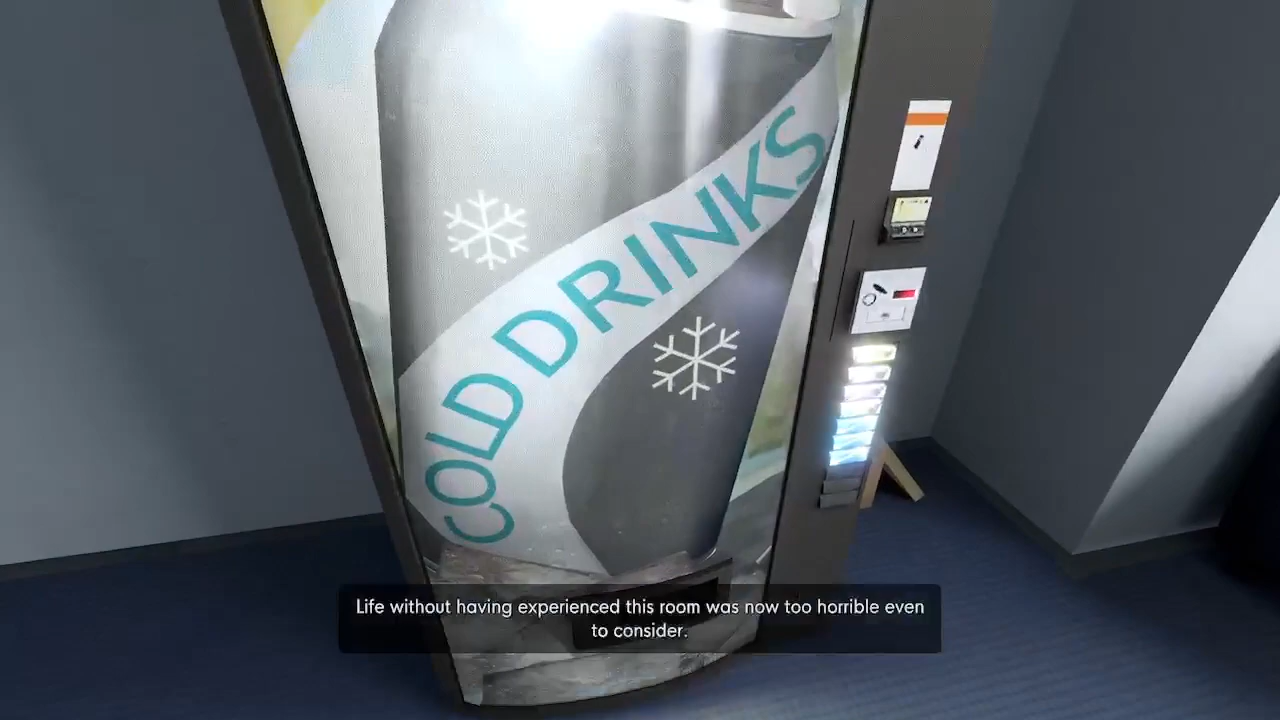 COLD DRINKS
Life without having experienced this room was now too horrible even
to consider.